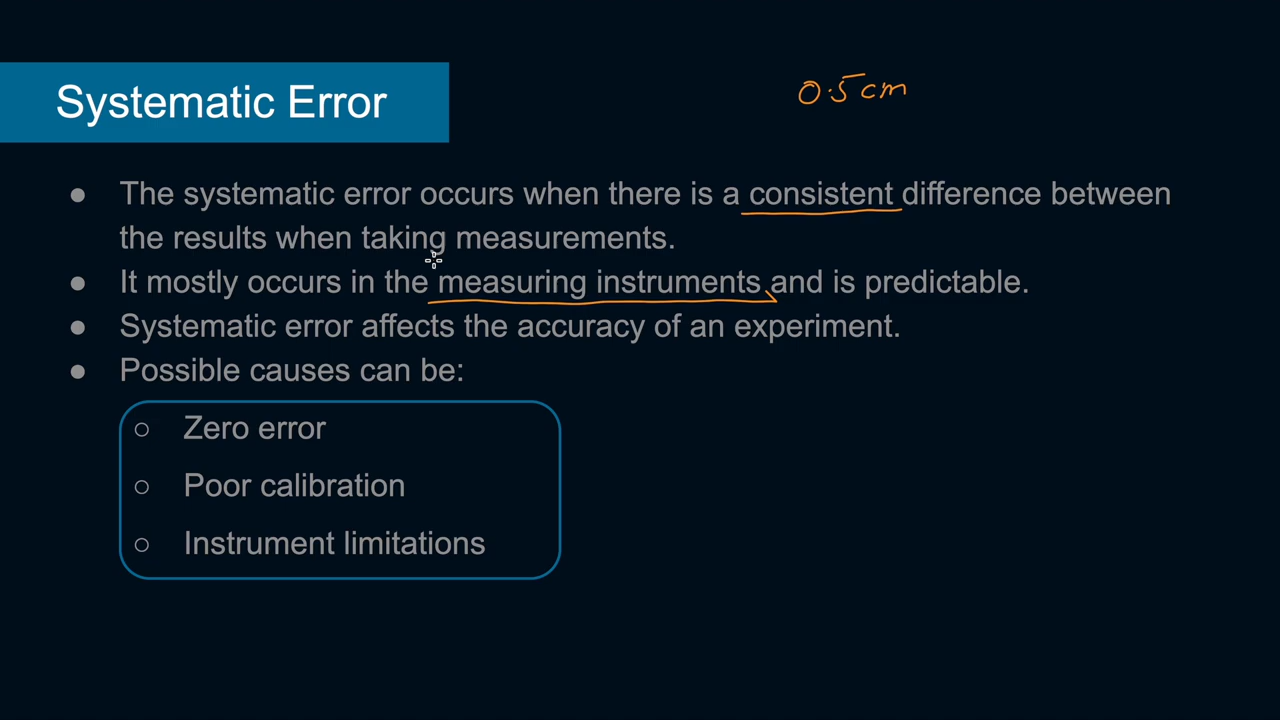 0.5cm
Systematic Error
● The systematic error occurs when there is a consistent difference between
the results when taking measurements.
● It mostly occurs in the measuring instruments and is predictable.
● Systematic error affects the accuracy of an experiment.
● Possible causes can be:
○ Zero error
○ Poor calibration
○ Instrument limitations